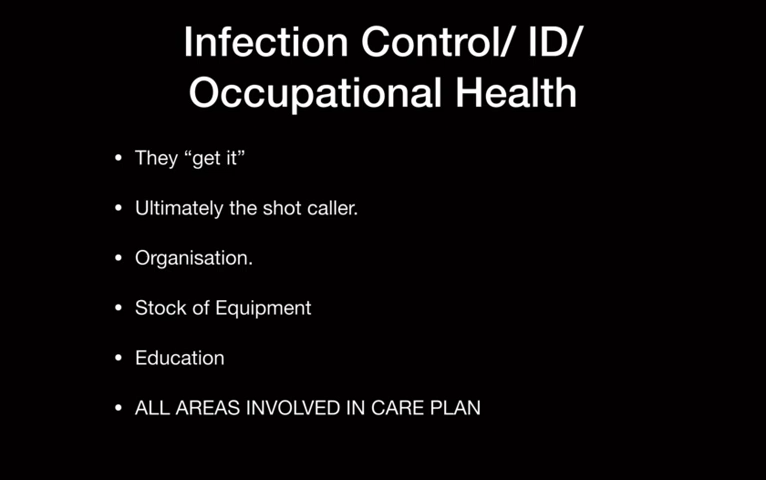 Infection Control/ ID/
Occupational Health
• They “get it”
• Ultimately the shot caller.
• Organisation.
• Stock of Equipment
• Education
• ALL AREAS INVOLVED IN CARE PLAN